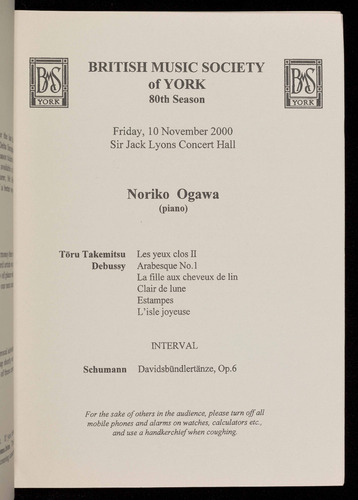 BMS
YORK
BRITISH MUSIC SOCIETY
of YORK
80th Season
BMS
YORK
Friday, 10 November 2000
Sir Jack Lyons Concert Hall
Noriko Ogawa
(piano)
Tōru Takemitsu Les yeux clos II
Debussy Arabesque No.1
La fille aux cheveux de lin
Clair de lune
Estampes
L'isle joyeuse
INTERVAL
Schumann Davidsbündlertänze, Op.6
For the sake of others in the audience, please turn off all
mobile phones and alarms on watches, calculators etc.,
and use a handkerchief when coughing.